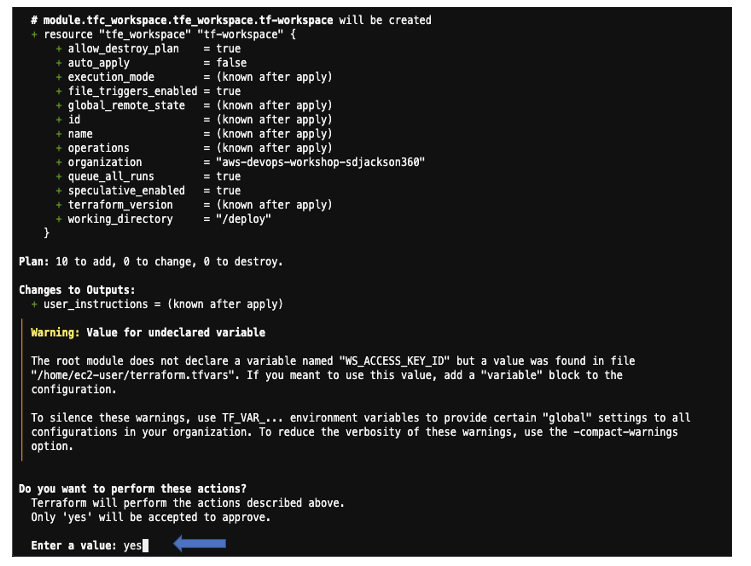 # module.tfc_workspace.tfe_workspace.tf-workspace will be created
+ resource "tfe_workspace" "tf-workspace" {
+ allow_destroy_plan = true
+ auto_apply = false
+ execution_mode = (known after apply)
+ file_triggers_enabled = true
+ global_remote_state = (known after apply)
+ id = (known after apply)
+ name = (known after apply)
+ operations = (known after apply)
+ organization = "aws-devops-workshop-sdjackson360"
+ queue_all_runs = true
+ speculative_enabled = true
+ terraform_version = (known after apply)
+ working_directory = "/deploy"
}
Plan: 10 to add, 0 to change, 0 to destroy.
Changes to Outputs:
+ user_instructions = (known after apply)
Warning: Value for undeclared variable
The root module does not declare a variable named "WS_ACCESS_KEY_ID" but a value was found in file
"/home/ec2-user/terraform.tfvars". If you meant to use this value, add a "variable" block to the
configuration.
To silence these warnings, use TF_VAR_... environment variables to provide certain "global" settings to all
configurations in your organization. To reduce the verbosity of these warnings, use the -compact-warnings
option.
Do you want to perform these actions?
Terraform will perform the actions described above.
Only 'yes' will be accepted to approve.
Enter a value: yes